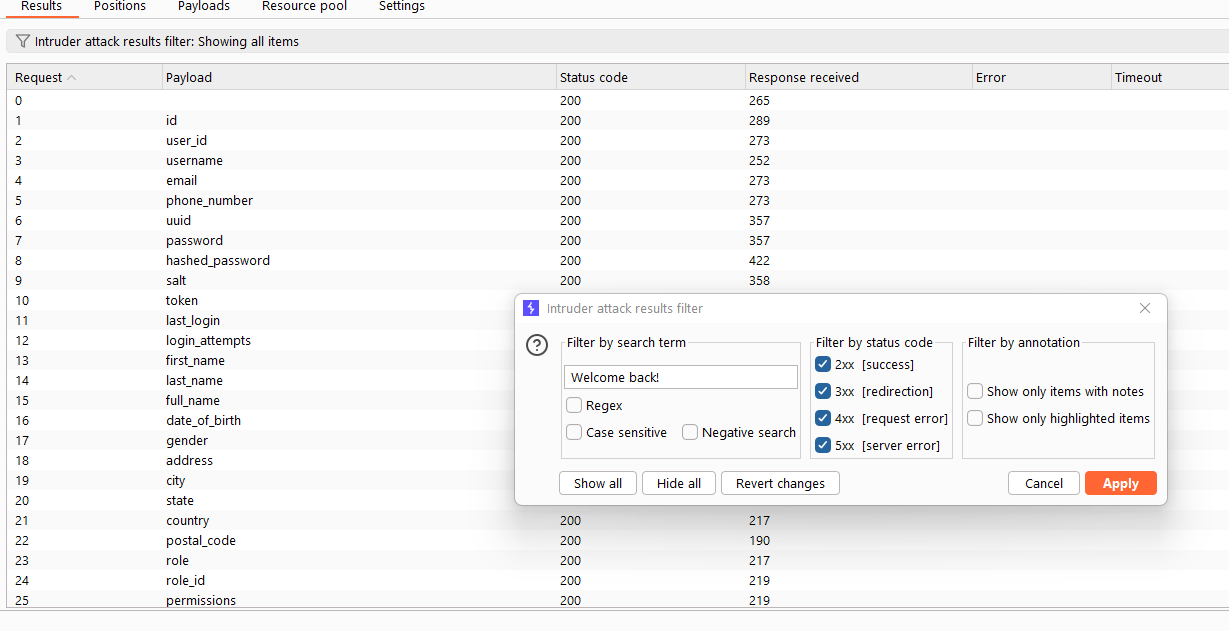 Results Positions Payloads Resource pool Settings
Intruder attack results filter: Showing all items
Request Payload Status code Response received Error Timeout
0 200 265
1 id 200 289
2 user_id 200 273
3 username 200 252
4 email 200 273
5 phone_number 200 273
6 uuid 200 357
7 password 200 357
8 hashed_password 200 422
9 salt 200 358
10 token
11 last_login
12 login_attempts
13 first_name
14 last_name
15 full_name
16 date_of_birth
17 gender
18 address
19 city
20 state
21 country 200 217
22 postal_code 200 190
23 role 200 217
24 role_id 200 219
25 permissions 200 219
Intruder attack results filter
?
Filter by search term
Welcome back!
Regex
Case sensitive Negative search
Filter by status code
2xx [success]
3xx [redirection]
4xx [request error]
5xx [server error]
Filter by annotation
Show only items with notes
Show only highlighted items
Show all Hide all Revert changes Cancel Apply